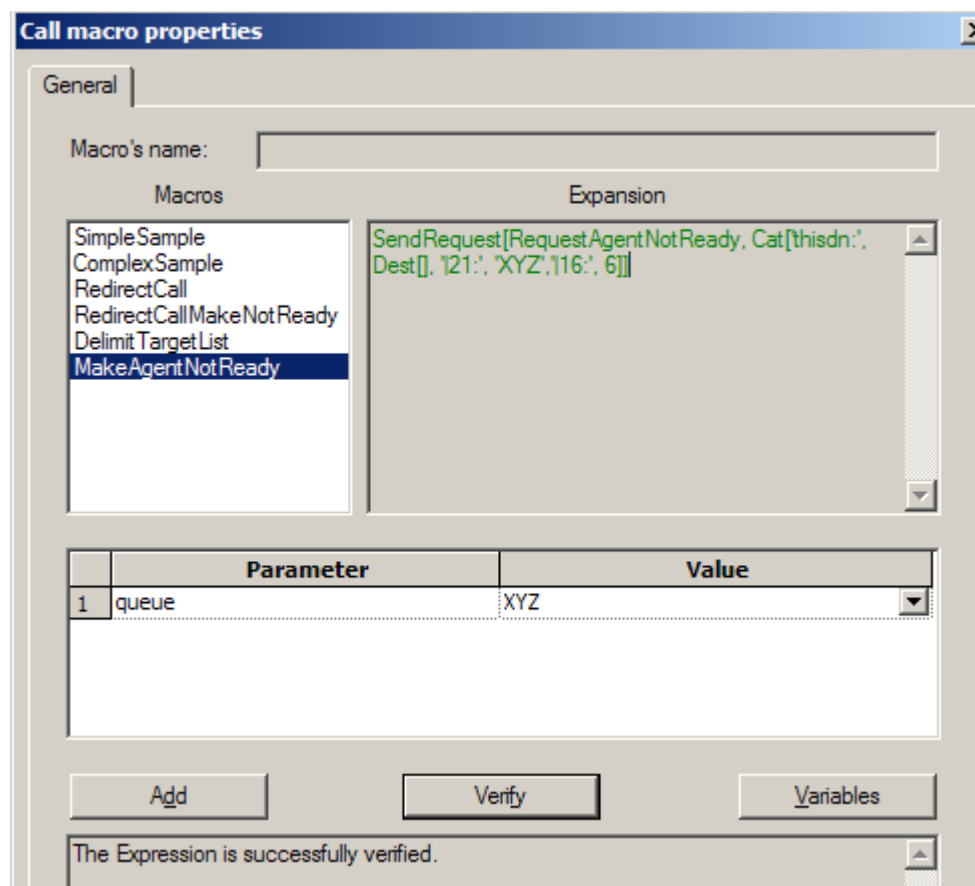 Call macro properties
General
Macro's name:
Macros
Expansion
SimpleSample
ComplexSample
RedirectCall
RedirectCallMakeNotReady
DelimitTargetList
MakeAgentNotReady
SendRequest[RequestAgentNotReady, Cat['thisdn:',
Dest[], '|21:', 'XYZ','|16:', 6]]
Parameter Value
1 queue XYZ
Add Verify Variables
The Expression is successfully verified.